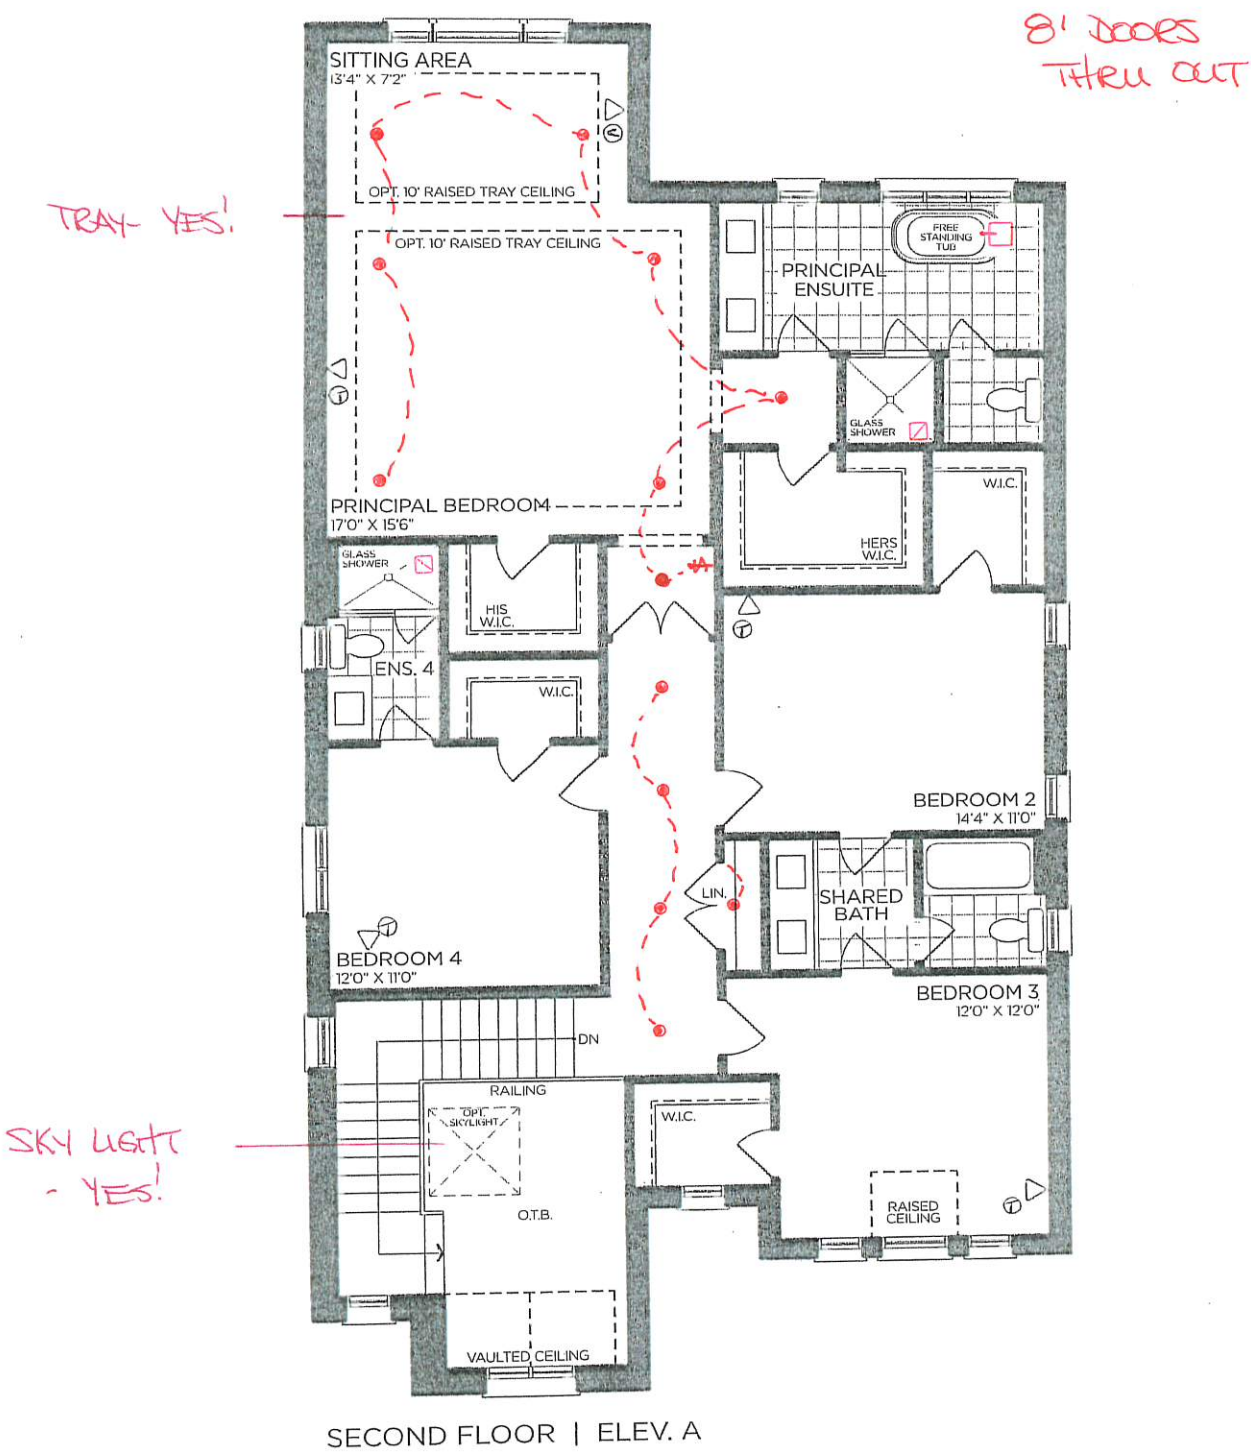 8' DOORS
THRU OUT
SITTING AREA
13'4" X 7'2"
OPT. 10' RAISED TRAY CEILING
TRAY- YES!
OPT. 10' RAISED TRAY CEILING
FREE
STANDING
TUB
PRINCIPAL
ENSUITE
T
GLASS
SHOWER
PRINCIPAL BEDROOM
17'0" X 15'6"
W.I.C.
HERS
W.I.C.
GLASS
SHOWER
HIS
W.I.C.
T
ENS. 4
W.I.C.
BEDROOM 2
14'4" X 11'0"
LIN.
SHARED
BATH
T
BEDROOM 4
12'0" X 11'0"
BEDROOM 3
12'0" X 12'0"
DN
RAILING
OPT.
SKYLIGHT
W.I.C.
SKY LIGHT
- YES!
T
RAISED
CEILING
O.T.B.
VAULTED CEILING
SECOND FLOOR | ELEV. A